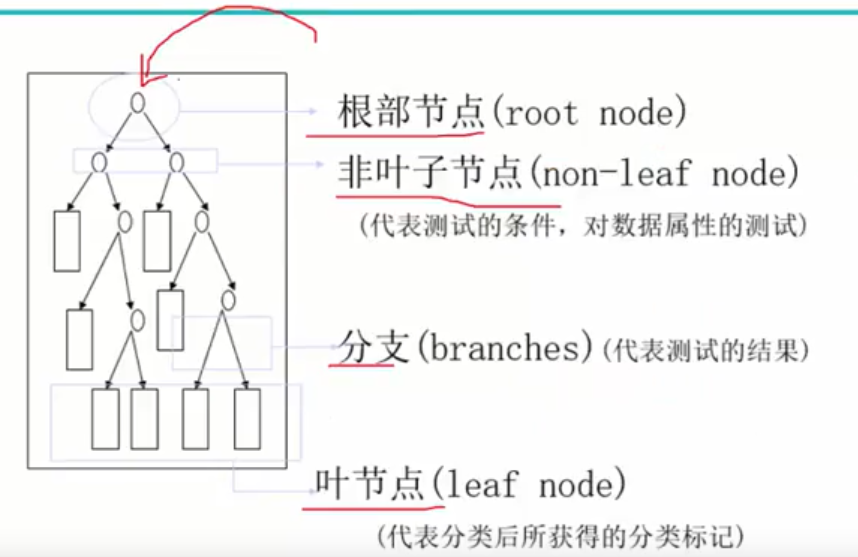 根部节点(root node)
非叶子节点(non-leaf node)
(代表测试的条件，对数据属性的测试)
分支(branches)(代表测试的结果)
叶节点(leaf node)
(代表分类后所获得的分类标记)